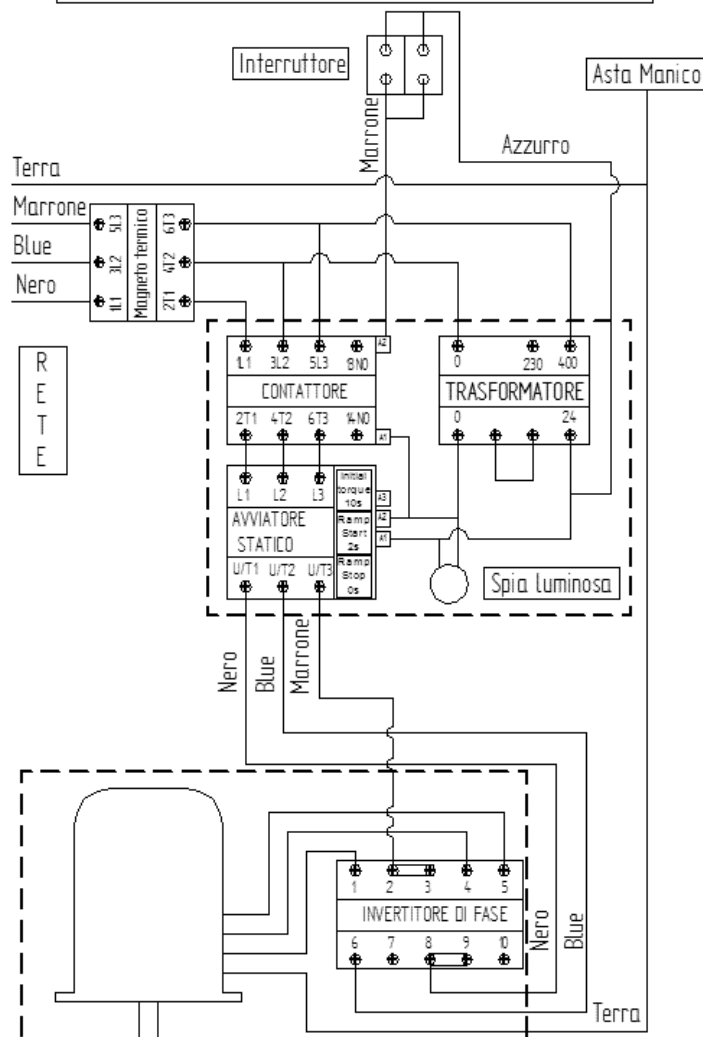 Interruttore
Asta Manico
Marrone
Azzurro
Terra
Marrone
Blue
Nero
5L3
3L2
1L1
Magneto termico
6T3
4T2
2T1
RETE
1L1 3L2 5L3 13NO
A2
CONTATTORE
2T1 4T2 6T3 14NO
A1
0 230 400
TRASFORMATORE
0 24
L1 L2 L3
AVVIATORE
STATICO
U/T1 U/T2 U/T3
Initial
torque
10s
Ramp
Start
2s
Ramp
Stop
0s
A3
A2
A1
Spia luminosa
Nero
Blue
Marrone
1 2 3 4 5
INVERTITORE DI FASE
6 7 8 9 10
Nero
Blue
Terra